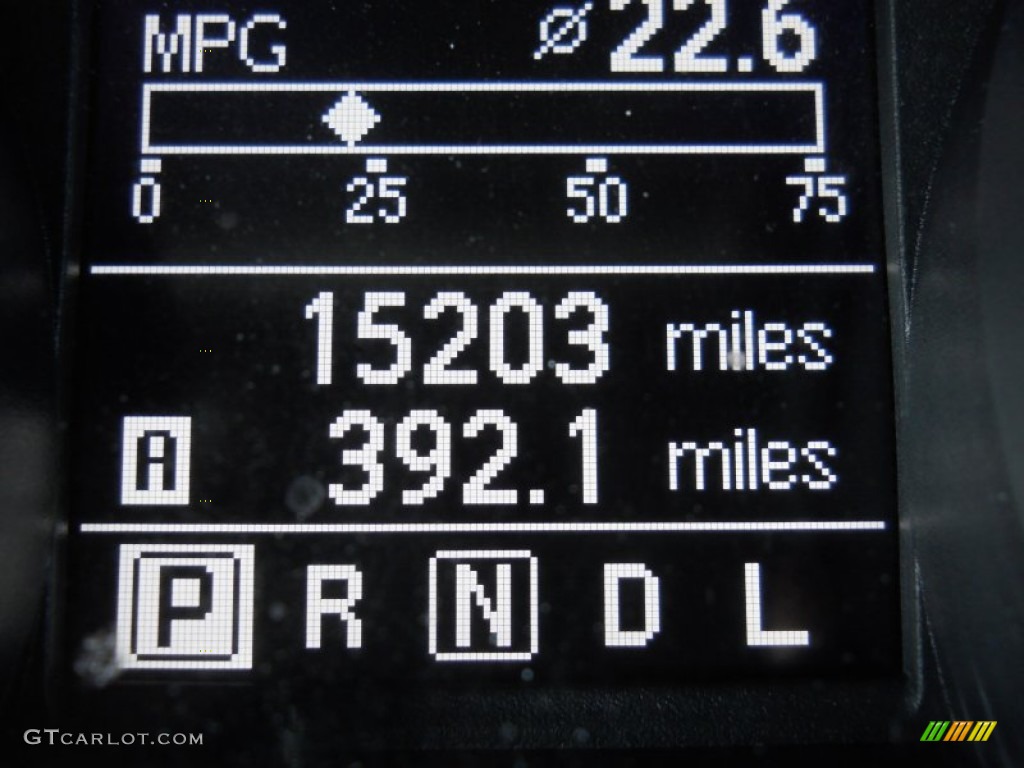 MPG Ø22.6
0 25 50 75
15203 miles
A 392.1 miles
P R N D L
GTCARLOT.COM